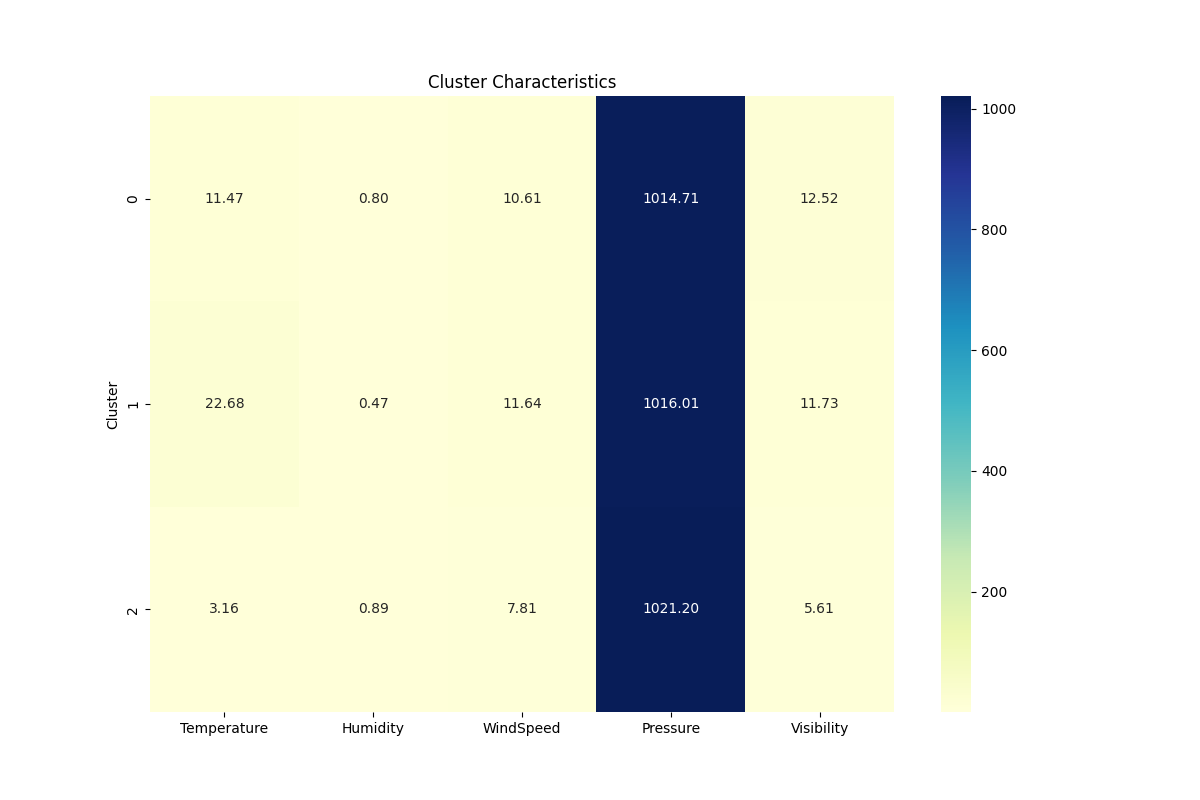 Cluster Characteristics
0 11.47 0.80 10.61 1014.71 12.52
1 22.68 0.47 11.64 1016.01 11.73
2 3.16 0.89 7.81 1021.20 5.61
Cluster
Temperature Humidity WindSpeed Pressure Visibility
1000
800
600
400
200